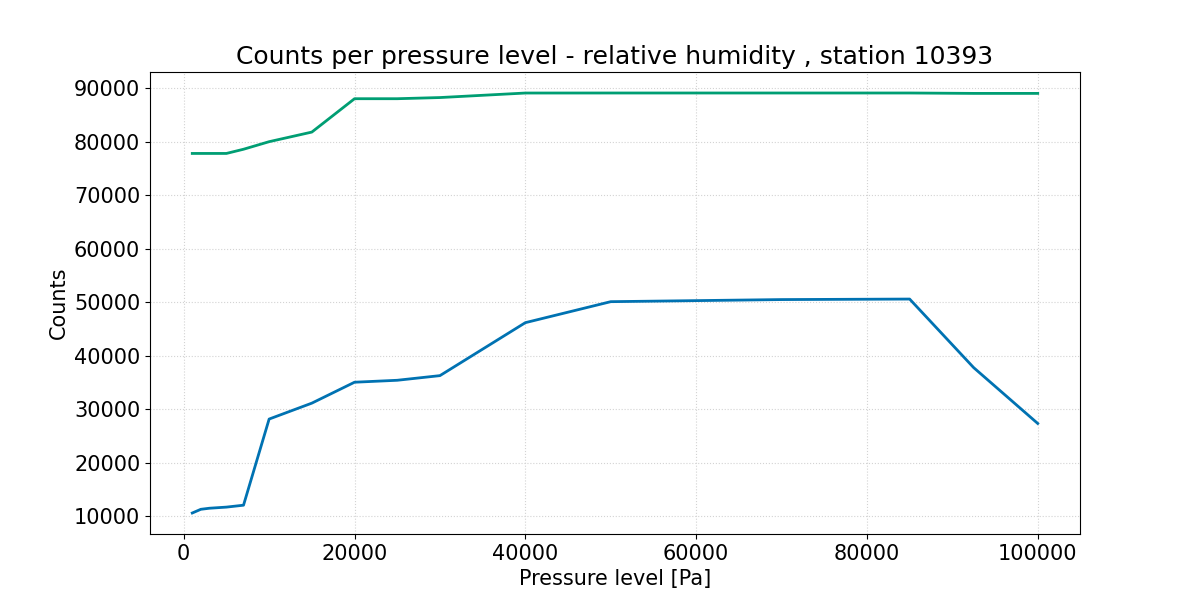 Counts per pressure level - relative humidity , station 10393
90000
80000
70000
60000
50000
40000
30000
20000
10000
Counts
0 20000 40000 60000 80000 100000
Pressure level [Pa]